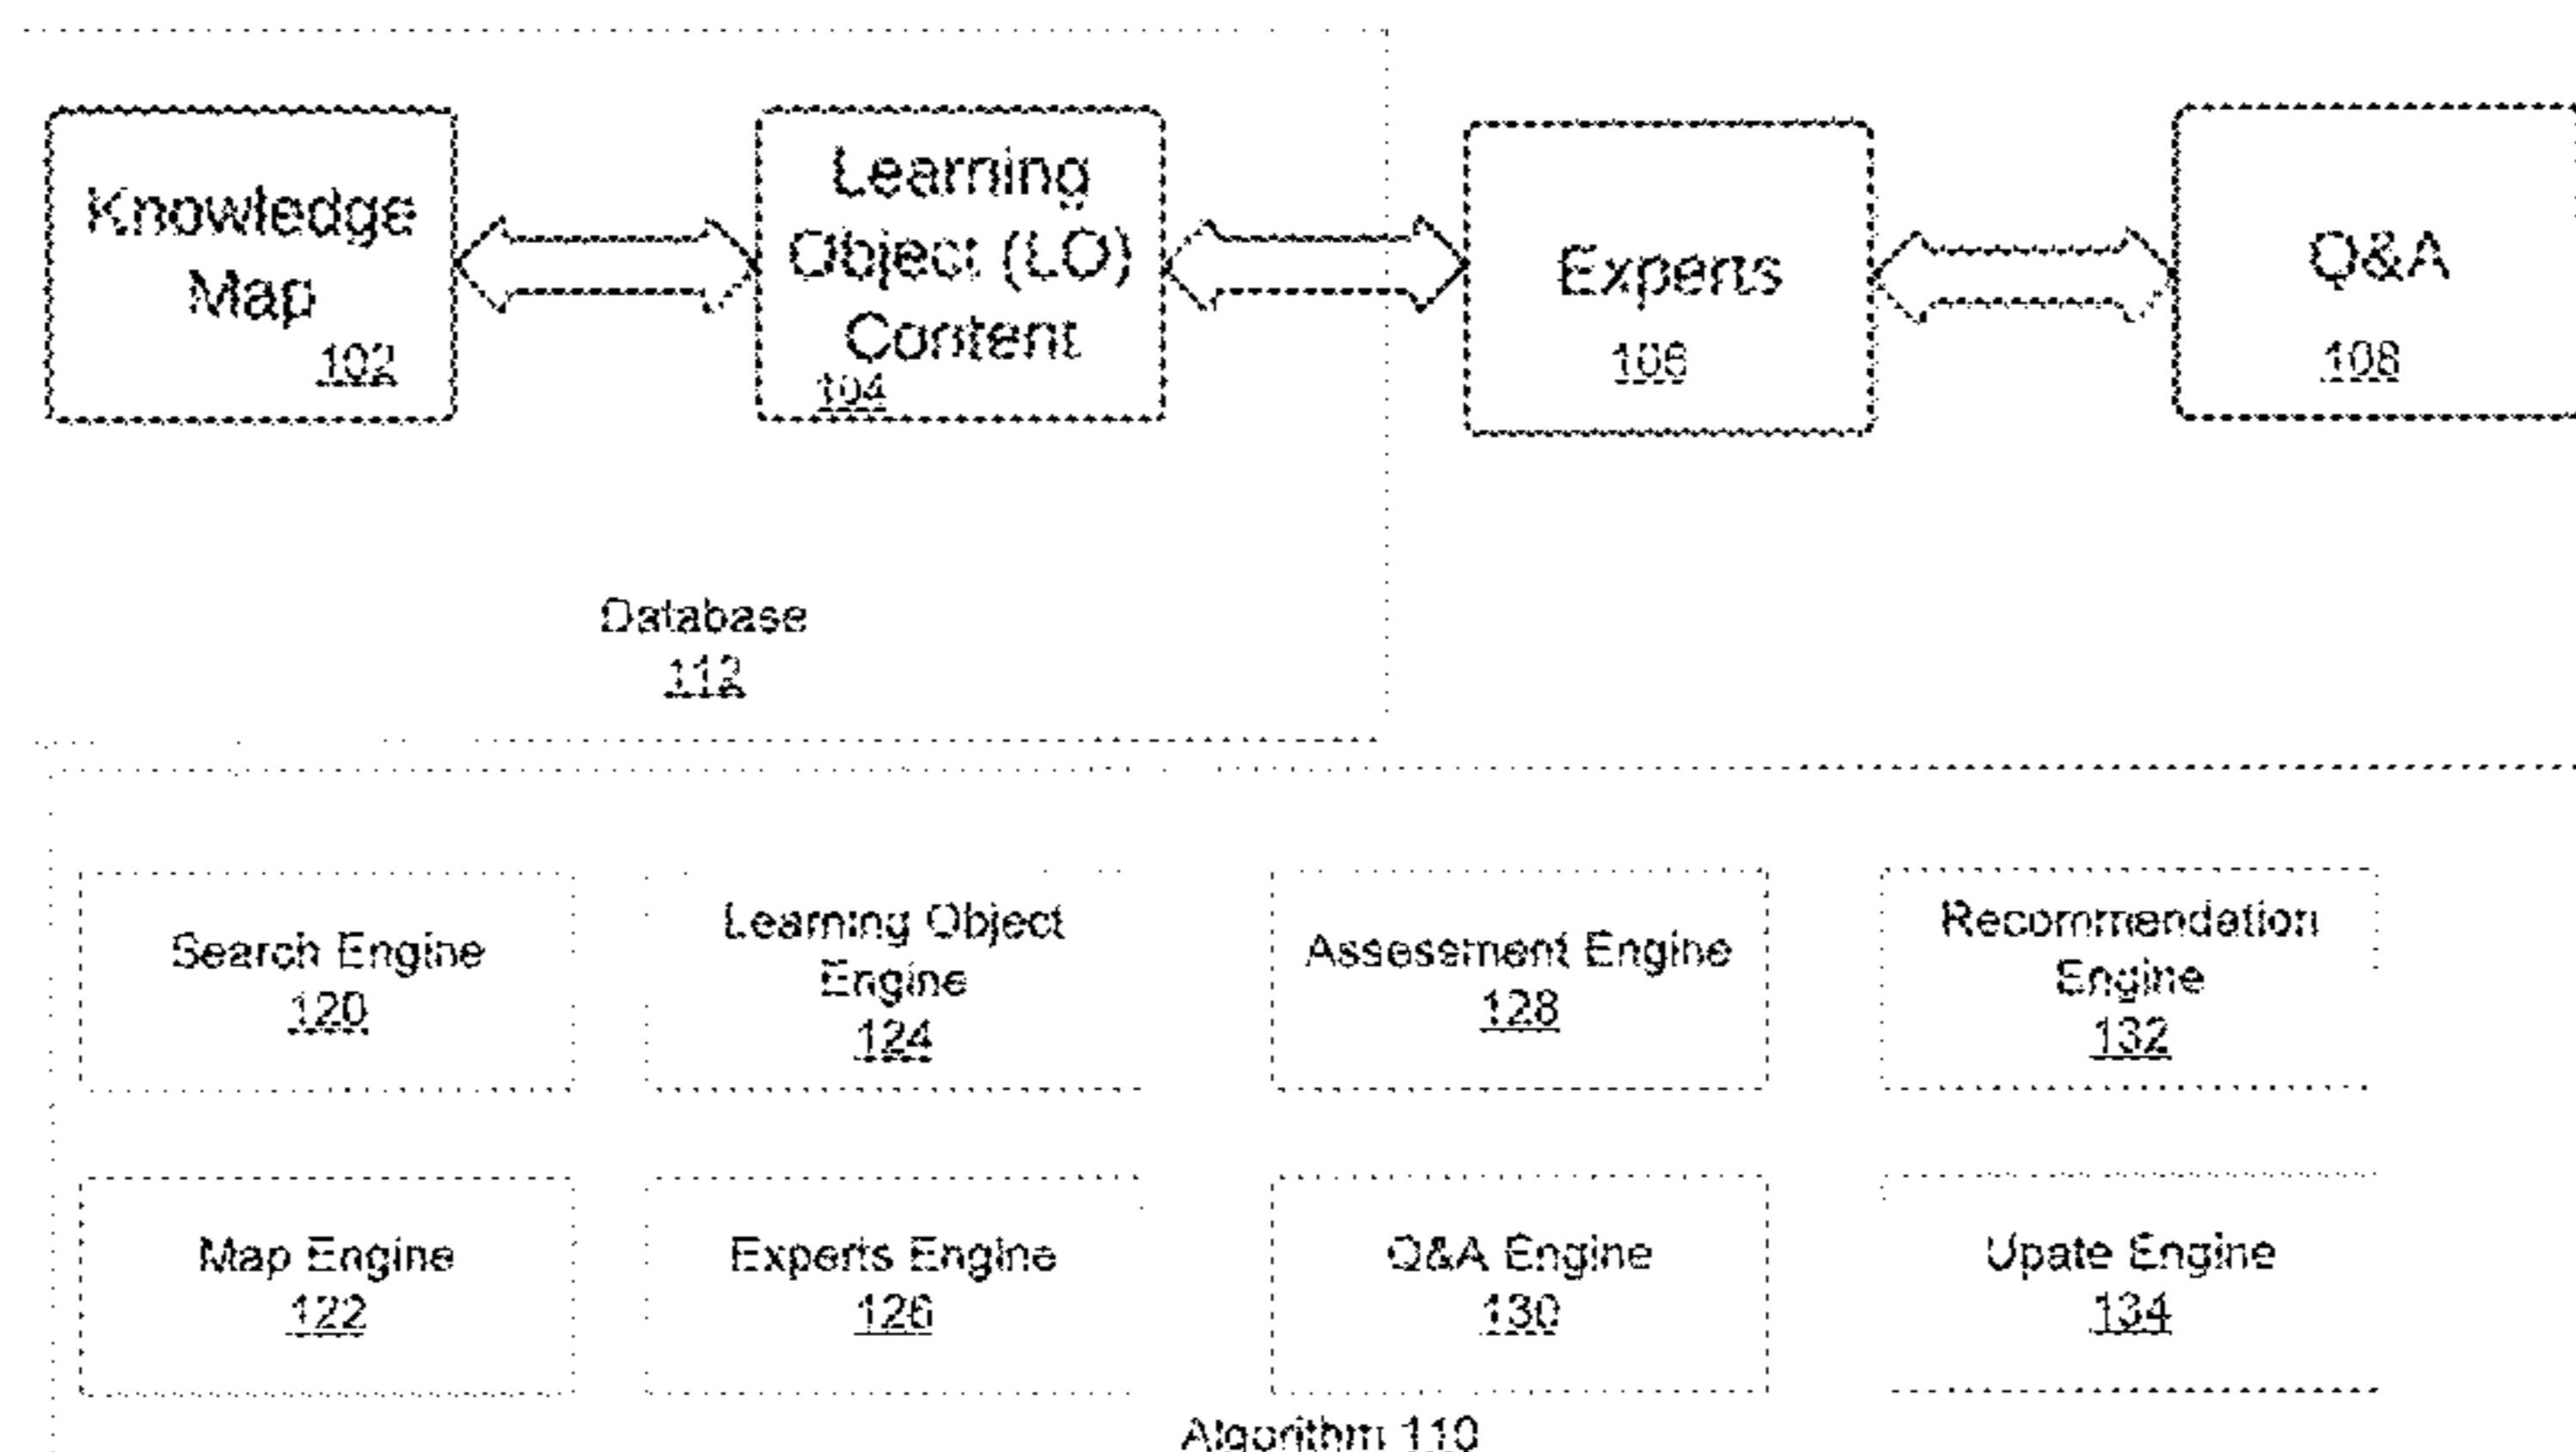 Knowledge
Map
102
Learning
Object (LO)
Content
104
Experts
106
Q&A
108
Database
112
Search Engine
120
Learning Object
Engine
124
Assessment Engine
128
Recommendation
Engine
132
Map Engine
122
Experts Engine
126
Q&A Engine
130
Upate Engine
134
Algorithm 110